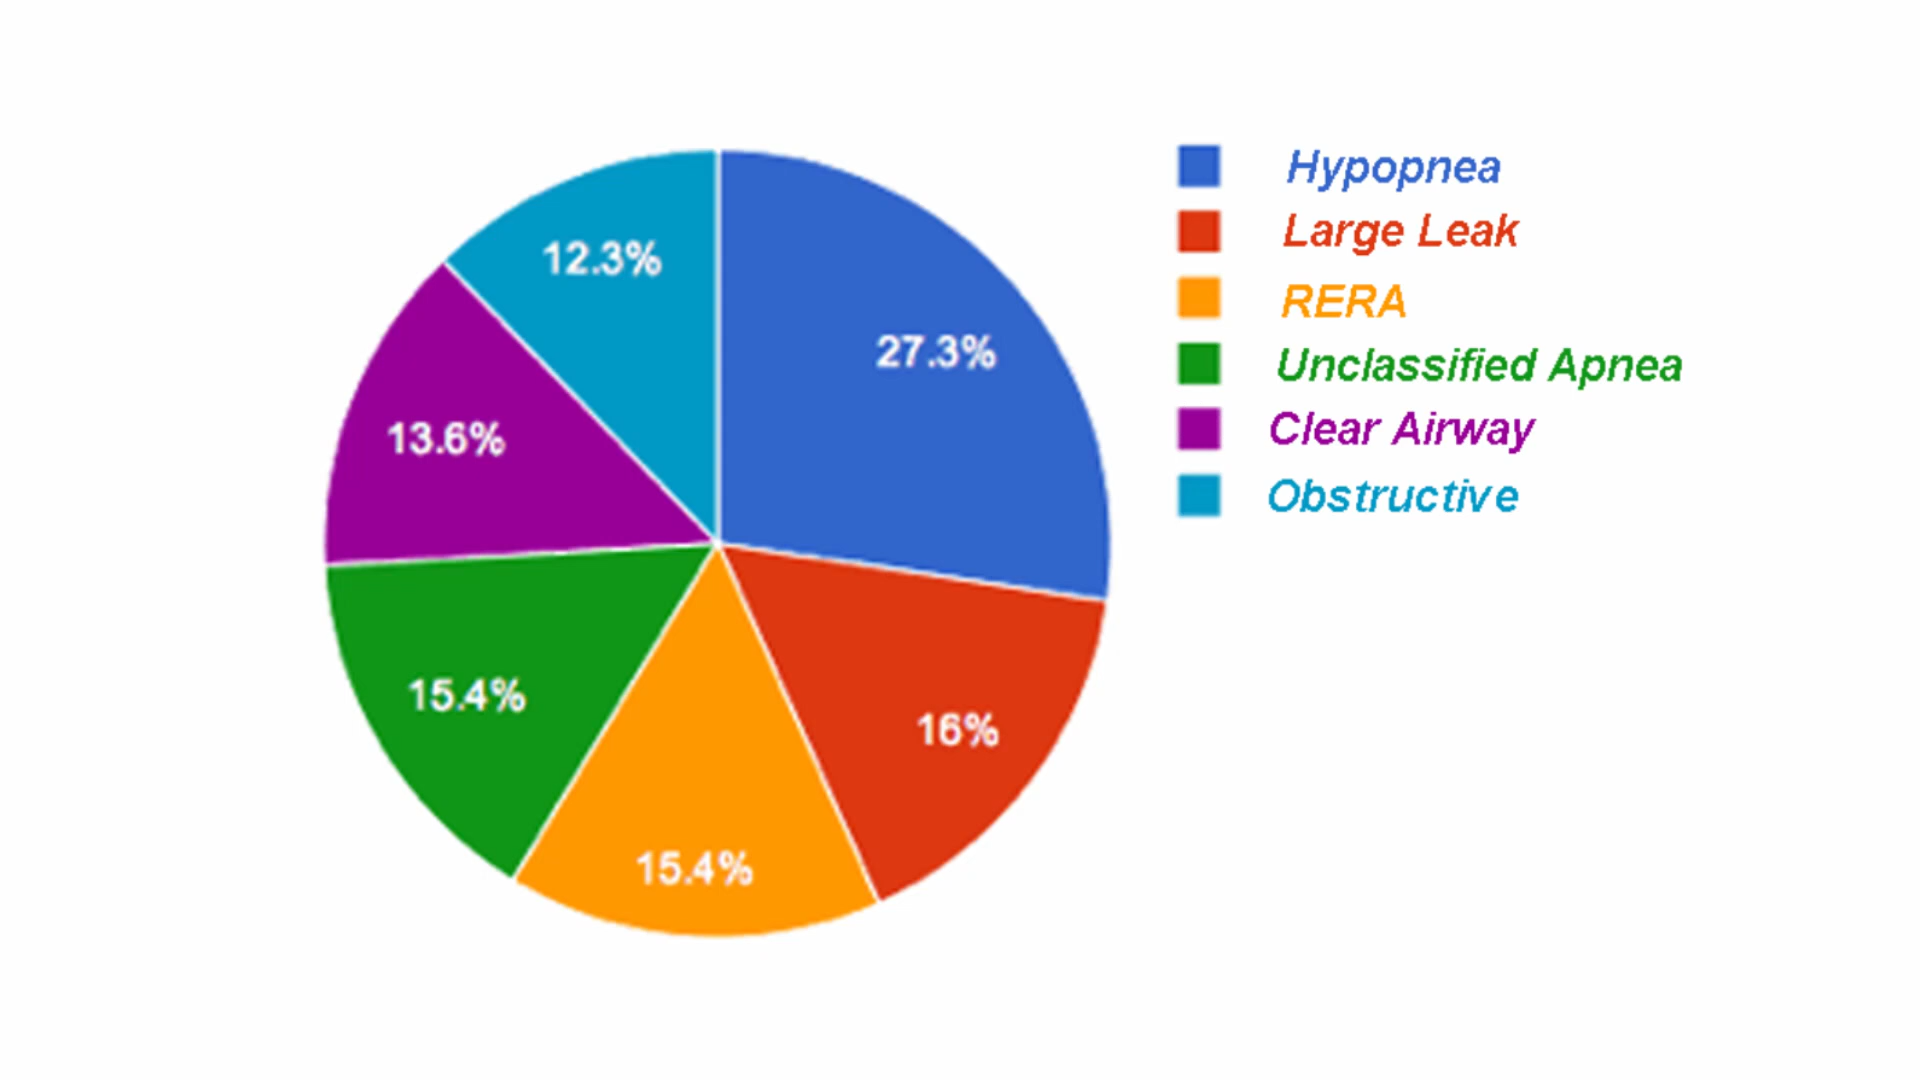 12.3%
27.3%
13.6%
15.4%
16%
15.4%
Hypopnea
Large Leak
RERA
Unclassified Apnea
Clear Airway
Obstructive